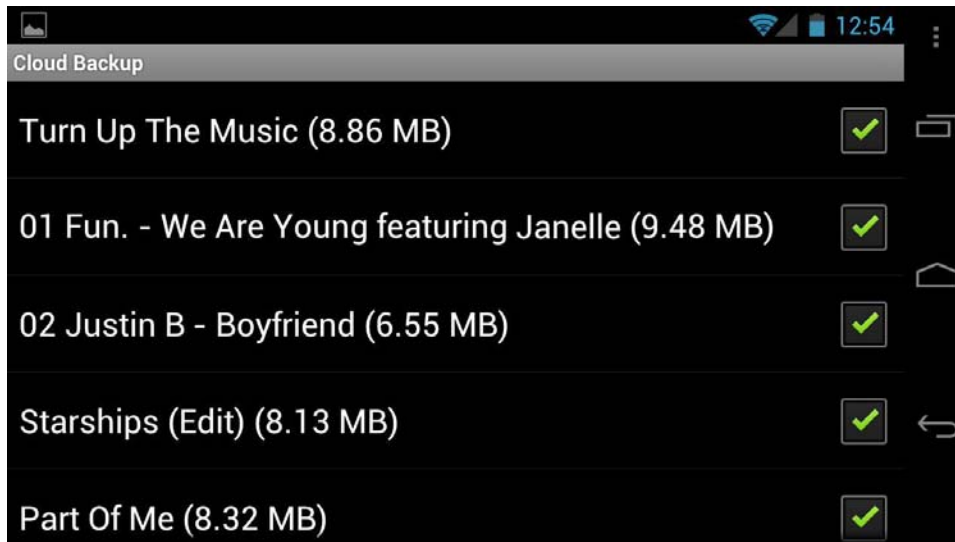 12:54
Cloud Backup
Turn Up The Music (8.86 MB)
01 Fun. - We Are Young featuring Janelle (9.48 MB)
02 Justin B - Boyfriend (6.55 MB)
Starships (Edit) (8.13 MB)
Part Of Me (8.32 MB)